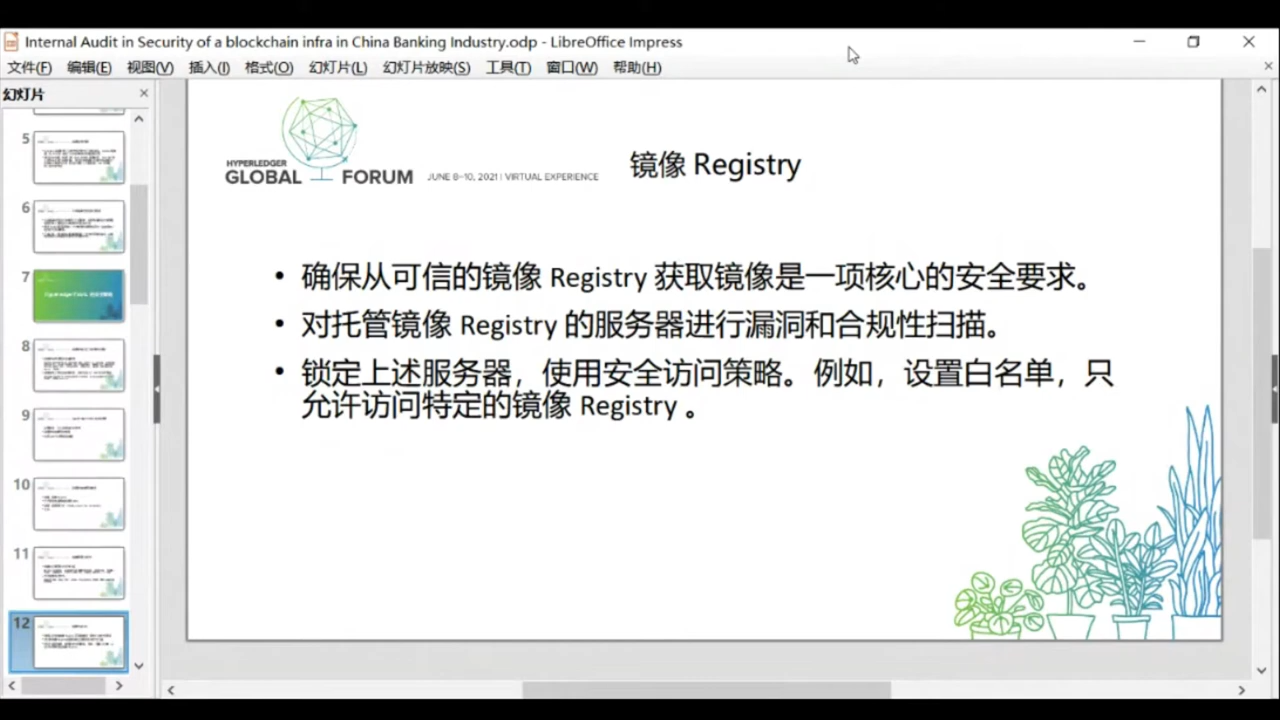 Internal Audit in Security of a blockchain infra in China Banking Industry.odp - LibreOffice Impress
文件(F) 编辑(E) 视图(V) 插入(I) 格式(O) 幻灯片(L) 幻灯片放映(S) 工具(T) 窗口(W) 帮助(H)
幻灯片
5
6
7
8
9
10
11
12
HYPERLEDGER
GLOBAL FORUM JUNE 8-10, 2021 | VIRTUAL EXPERIENCE
镜像 Registry
• 确保从可信的镜像 Registry 获取镜像是一项核心的安全要求。
• 对托管镜像 Registry 的服务器进行漏洞和合规性扫描。
• 锁定上述服务器，使用安全访问策略。例如，设置白名单，只
允许访问特定的镜像 Registry 。